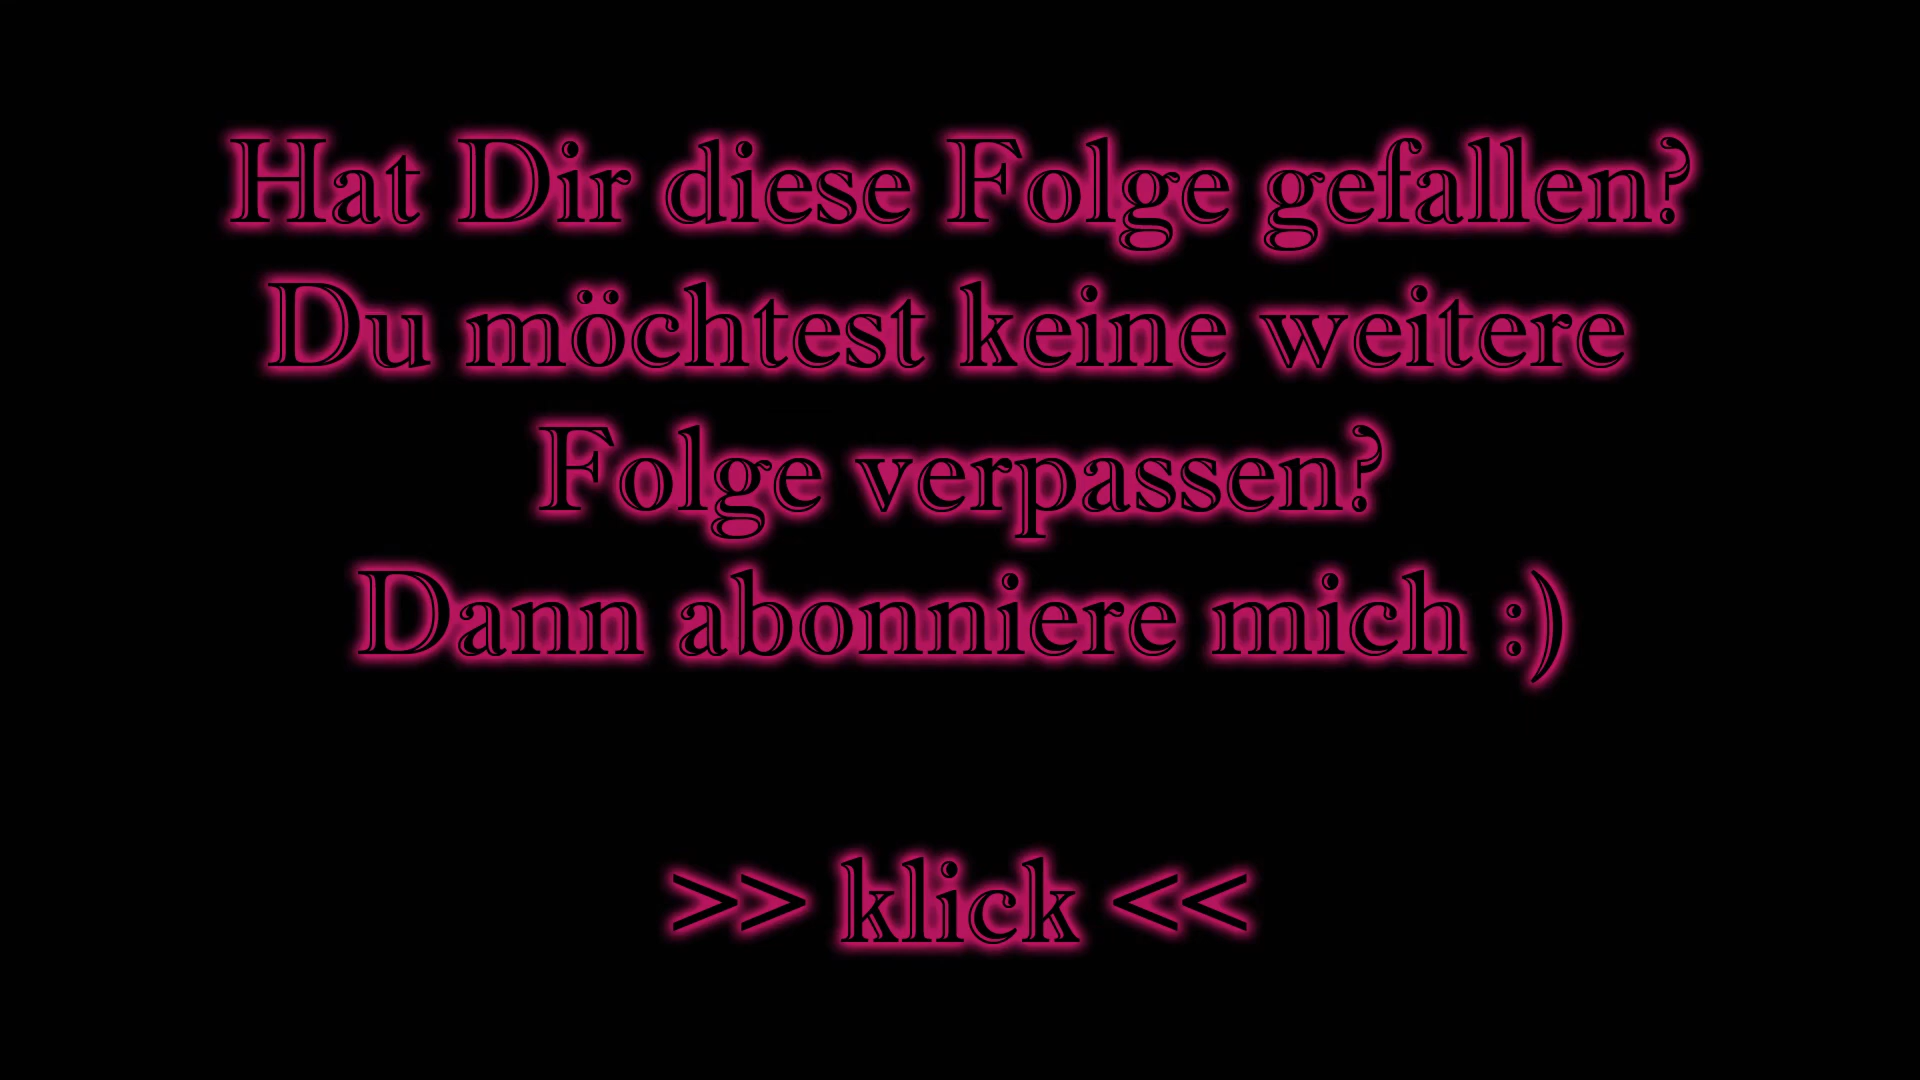 Hat Dir diese Folge gefallen?
Du möchtest keine weitere
Folge verpassen?
Dann abonniere mich :)
>> klick <<